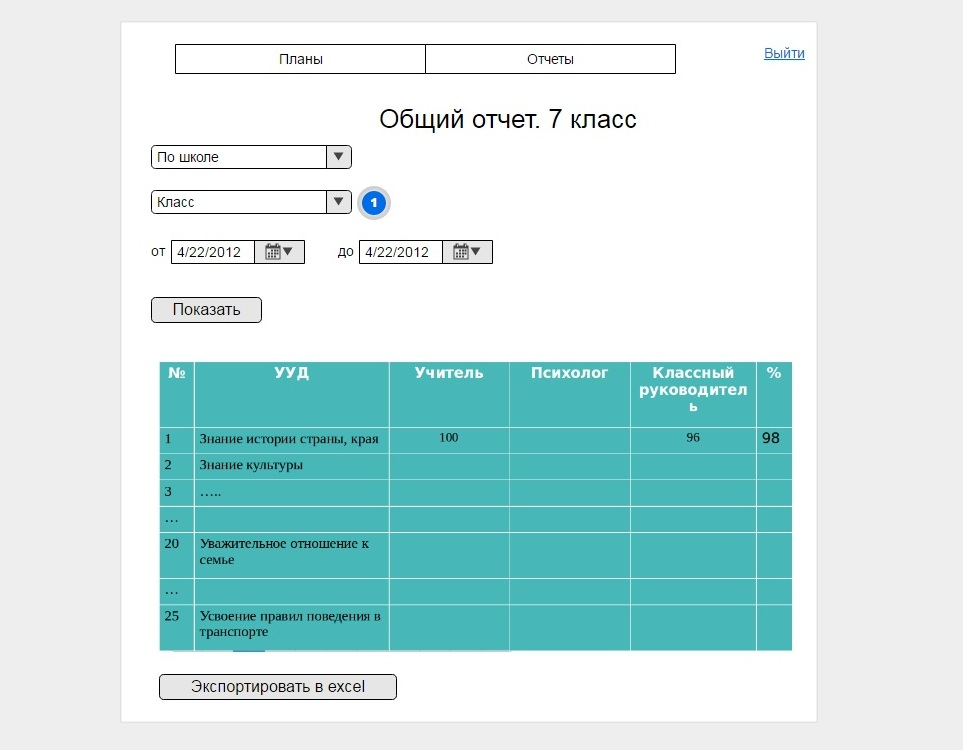 Планы Отчеты Выйти
Общий отчет. 7 класс
По школе
Класс 1
от 4/22/2012 до 4/22/2012
Показать
№ УУД Учитель Психолог Классный %
руководител
ь
1 Знание истории страны, края 100 96 98
2 Знание культуры
3 …..
…
20 Уважительное отношение к
семье
…
25 Усвоение правил поведения в
транспорте
Экспортировать в excel